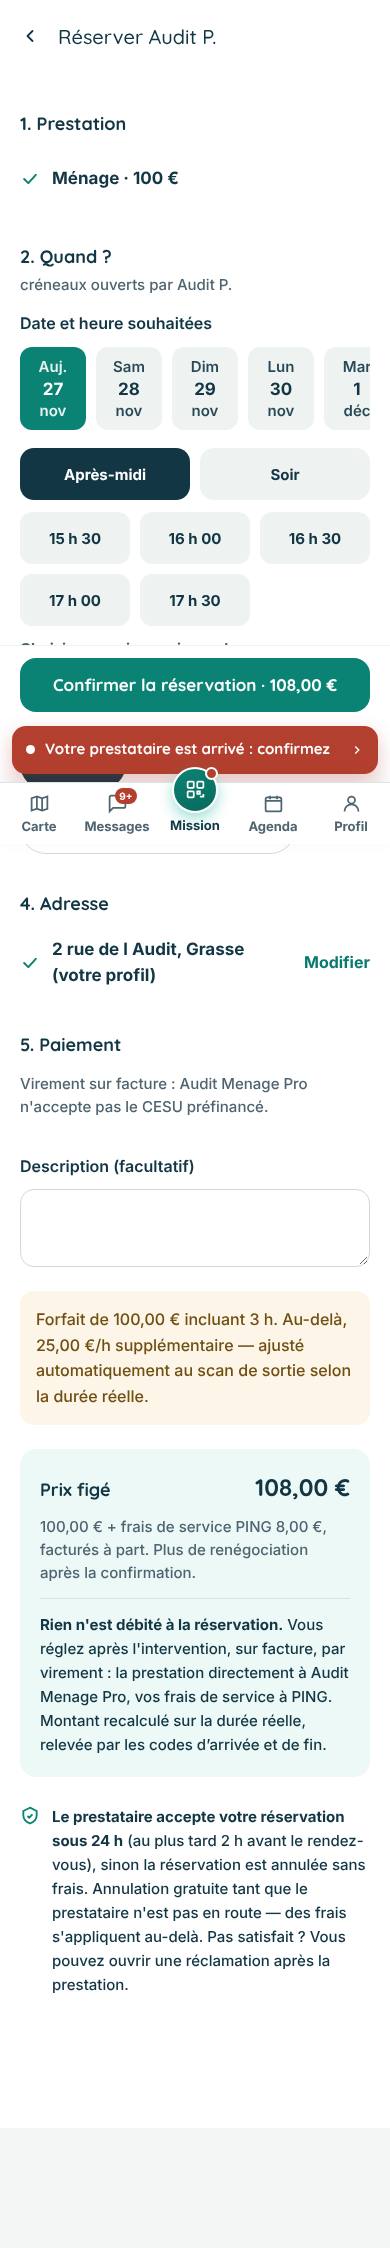 Réserver Audit P.
1. Prestation
Ménage · 100 €
2. Quand ?
créneaux ouverts par Audit P.
Date et heure souhaitées
Auj. Sam Dim Lun Mar
27 28 29 30 1
nov nov nov nov déc
Après-midi Soir
15 h 30 16 h 00 16 h 30
17 h 00 17 h 30
Confirmer la réservation · 108,00 €
Votre prestataire est arrivé : confirmez
9+
Carte Messages Mission Agenda Profil
4. Adresse
2 rue de l Audit, Grasse
(votre profil)
Modifier
5. Paiement
Virement sur facture : Audit Menage Pro
n'accepte pas le CESU préfinancé.
Description (facultatif)
Forfait de 100,00 € incluant 3 h. Au-delà,
25,00 €/h supplémentaire — ajusté
automatiquement au scan de sortie selon
la durée réelle.
Prix figé 108,00 €
100,00 € + frais de service PING 8,00 €,
facturés à part. Plus de renégociation
après la confirmation.
Rien n'est débité à la réservation. Vous
réglez après l'intervention, sur facture, par
virement : la prestation directement à Audit
Menage Pro, vos frais de service à PING.
Montant recalculé sur la durée réelle,
relevée par les codes d’arrivée et de fin.
Le prestataire accepte votre réservation
sous 24 h (au plus tard 2 h avant le rendez-
vous), sinon la réservation est annulée sans
frais. Annulation gratuite tant que le
prestataire n'est pas en route — des frais
s'appliquent au-delà. Pas satisfait ? Vous
pouvez ouvrir une réclamation après la
prestation.